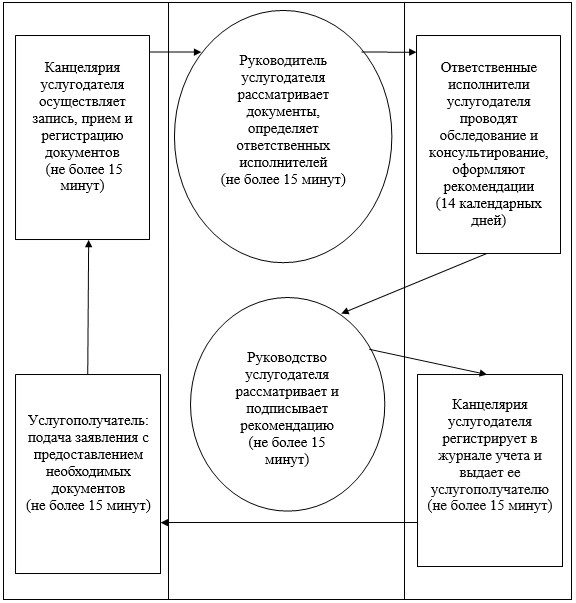 Канцелярия
услугодателя
осуществляет
запись, прием и
регистрацию
документов
(не более 15
минут)
Руководитель
услугодателя
рассматривает
документы,
определяет
ответственных
исполнителей
(не более 15 минут)
Ответственные
исполнители
услугодателя
проводят
обследование и
консультирование,
оформляют
рекомендации
(14 календарных
дней)
Руководство
услугодателя
рассматривает и
подписывает
рекомендацию
(не более 15
минут)
Канцелярия
услугодателя
регистрирует в
журнале учета и
выдает ее
услугополучателю
(не более 15 минут)
Услугополучатель:
подача заявления с
предоставлением
необходимых
документов
(не более 15 минут)